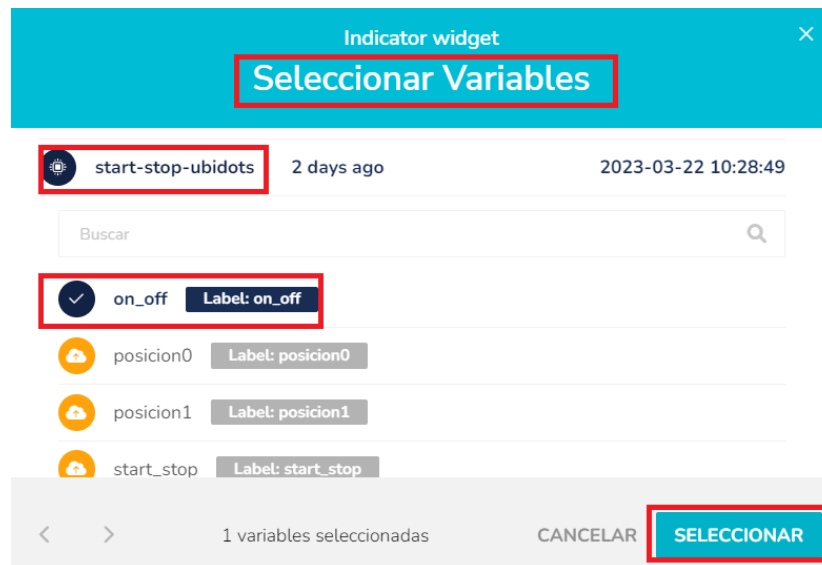 Indicator widget
Seleccionar Variables
start-stop-ubidots 2 days ago 2023-03-22 10:28:49
Buscar
on_off Label: on_off
posicion0 Label: posicion0
posicion1 Label: posicion1
start_stop Label: start_stop
1 variables seleccionadas CANCELAR SELECCIONAR